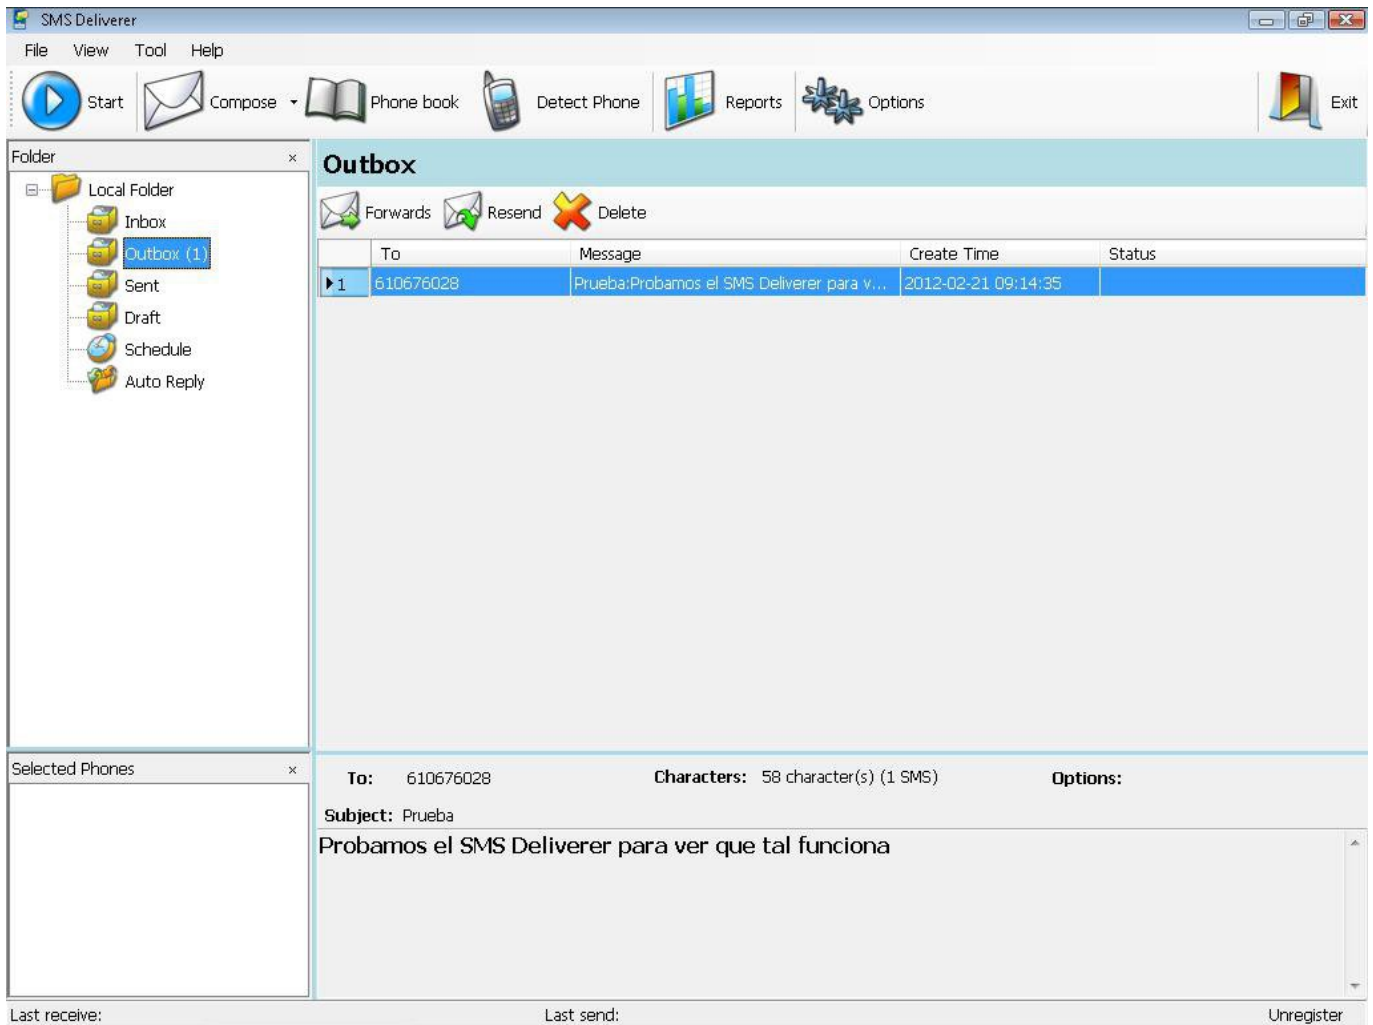 SMS Deliverer
File View Tool Help
Start Compose Phone book Detect Phone Reports Options Exit
Folder
Local Folder
Inbox
Outbox (1)
Sent
Draft
Schedule
Auto Reply
Outbox
Forwards Resend Delete
To Message Create Time Status
1 610676028 Prueba:Probamos el SMS Deliverer para v... 2012-02-21 09:14:35
Selected Phones
To: 610676028 Characters: 58 character(s) (1 SMS) Options:
Subject: Prueba
Probamos el SMS Deliverer para ver que tal funciona
Last receive: Last send: Unregister